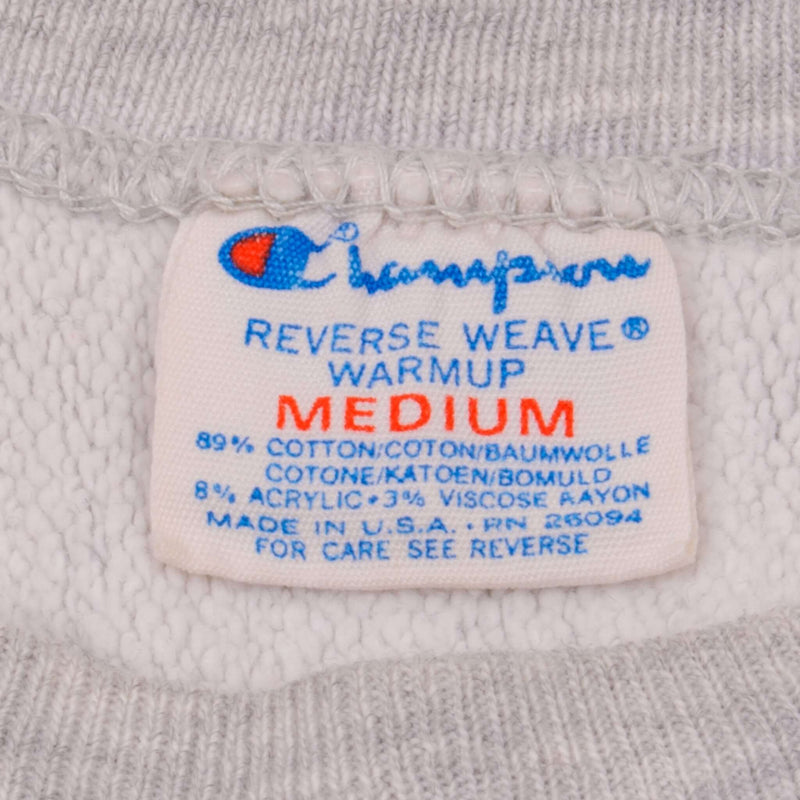 Champion®
REVERSE WEAVE®
WARMUP
MEDIUM
89% COTTON/COTON/BAUMWOLLE
COTONE/KATOEN/BOMULD
8% ACRYLIC • 3% VISCOSE RAYON
MADE IN U.S.A. • RN 26094
FOR CARE SEE REVERSE